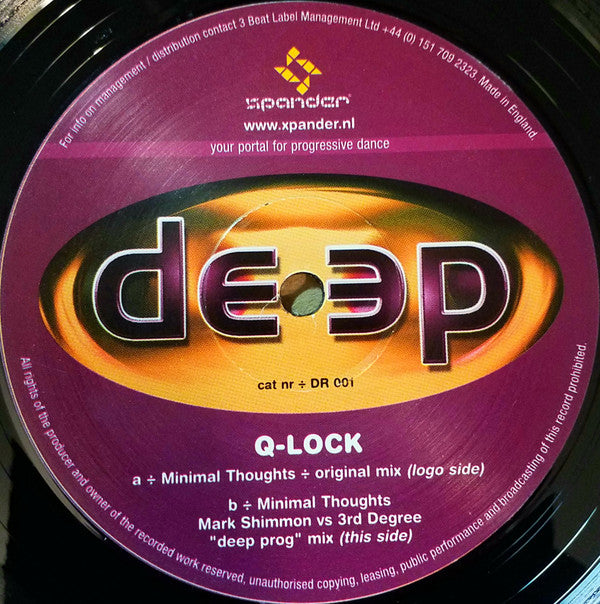 For info on management / distribution contact 3 Beat Label Management Ltd +44 (0) 151 709 2323. Made in England.
xpander
www.xpander.nl
your portal for progressive dance
deep
cat nr ÷ DR 001
Q-LOCK
a ÷ Minimal Thoughts ÷ original mix (logo side)
b ÷ Minimal Thoughts
Mark Shimmon vs 3rd Degree
"deep prog" mix (this side)
All rights of the producer and owner of the recorded work reserved, unauthorised copying, leasing, public performance and broadcasting of this record prohibited.